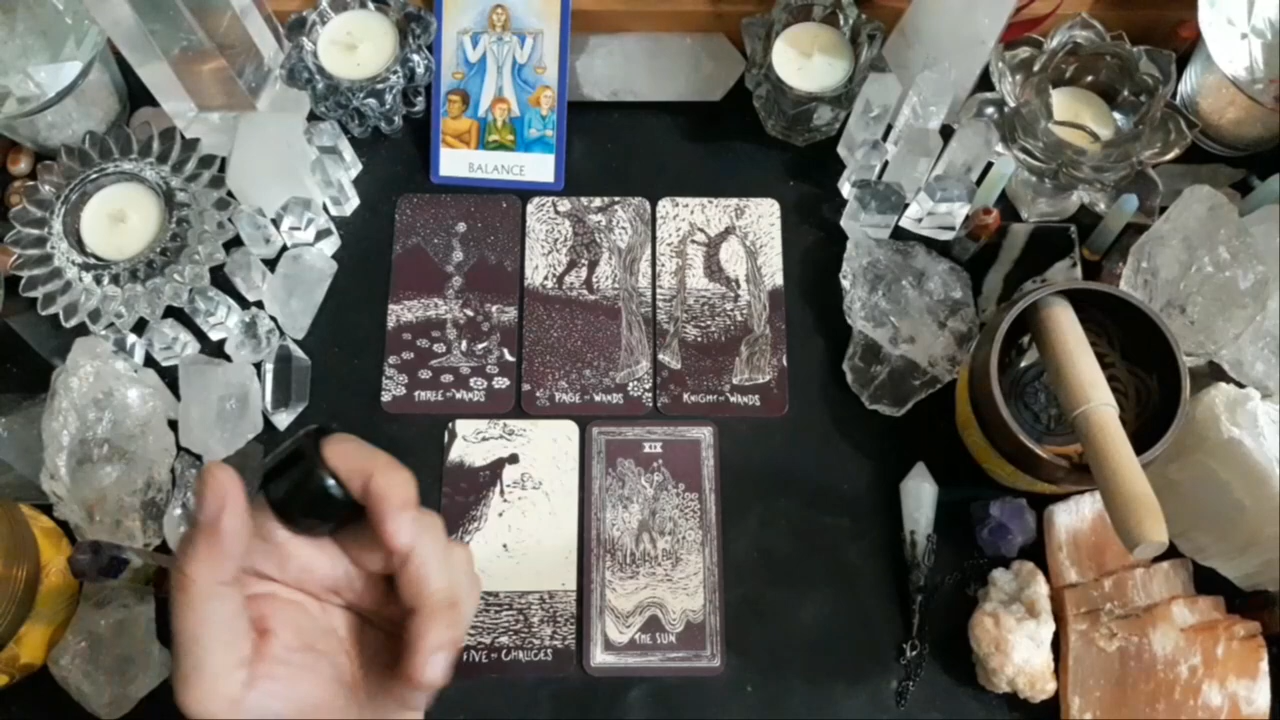 BALANCE
THREE OF WANDS
PAGE OF WANDS
KNIGHT OF WANDS
XIX
FIVE OF CHALICES
THE SUN